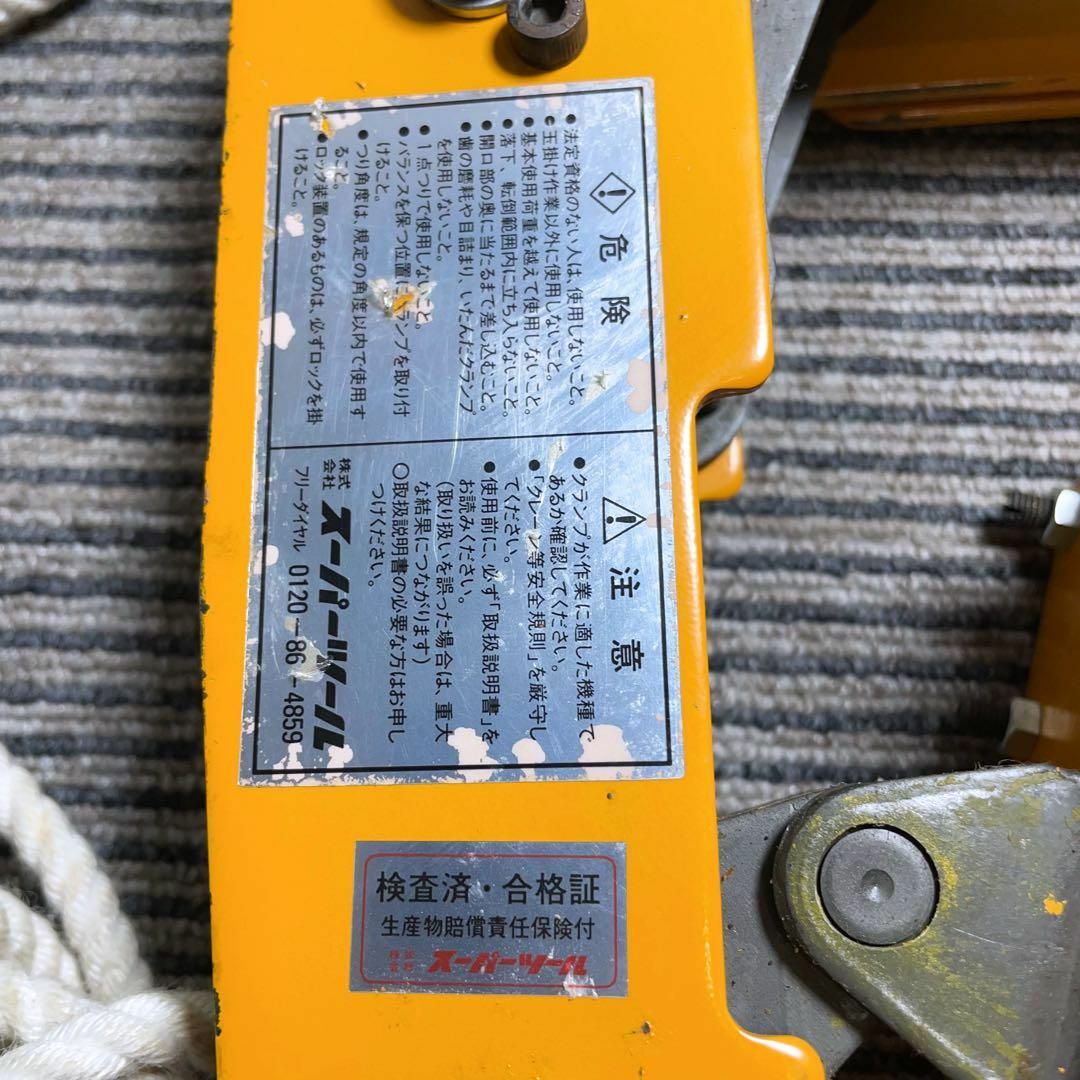 危険
●法定資格のない人は、使用しないこと。
●玉掛け作業以外に使用しないこと。
●基本使用荷重を越えて使用しないこと。
●落下、転倒範囲内に立ち入らないこと。
●開口部の奥に当たるまで差し込むこと。
●歯の磨耗や目詰まり、いたんだクランプ
を使用しないこと。
●1点つりで使用しないこと。
●バランスを保つ位置にクランプを取り付
けること。
●つり角度は、規定の角度以内で使用す
ること。
●ロック装置のあるものは、必ずロックを掛
けること。
注意
●クランプが作業に適した機種で
あるか確認してください。
●「クレーン等安全規則」を厳守し
てください。
●使用前に、必ず「取扱説明書」を
お読みください。
(取り扱いを誤った場合は、重大
な結果につながります)
○取扱説明書の必要な方はお申し
つけください。
株式会社 スーパーツール
フリーダイヤル 0120-86-4859
検査済・合格証
生産物賠償責任保険付
株式会社 スーパーツール